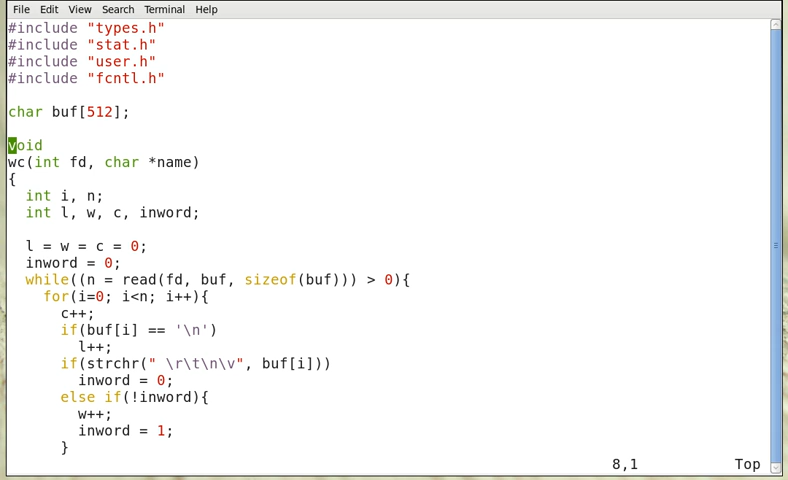 File Edit View Search Terminal Help
#include "types.h"
#include "stat.h"
#include "user.h"
#include "fcntl.h"
char buf[512];
void
wc(int fd, char *name)
{
  int i, n;
  int l, w, c, inword;
  l = w = c = 0;
  inword = 0;
  while((n = read(fd, buf, sizeof(buf))) > 0){
    for(i=0; i<n; i++){
      c++;
      if(buf[i] == '\n')
        l++;
      if(strchr(" \r\t\n\v", buf[i]))
        inword = 0;
      else if(!inword){
        w++;
        inword = 1;
      }
8,1 Top